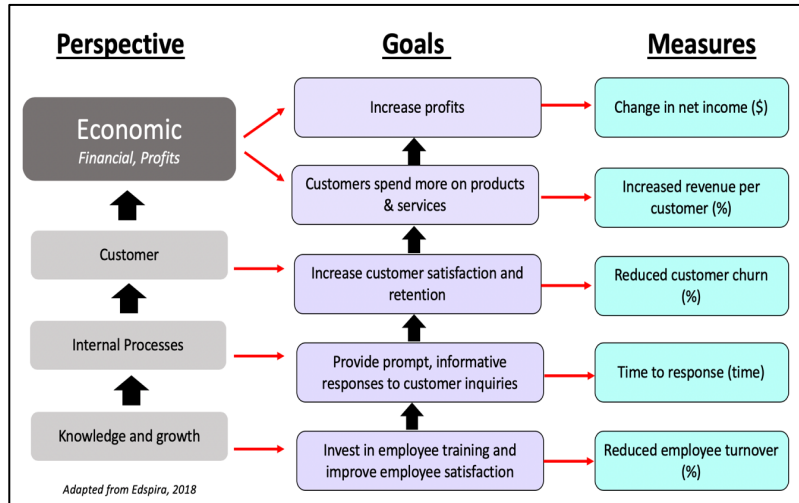 Perspective
Goals
Measures
Economic
Financial, Profits
Increase profits
Change in net income ($)
Customers spend more on products
& services
Increased revenue per
customer (%)
Customer
Increase customer satisfaction and
retention
Reduced customer churn
(%)
Internal Processes
Provide prompt, informative
responses to customer inquiries
Time to response (time)
Knowledge and growth
Invest in employee training and
improve employee satisfaction
Reduced employee turnover
(%)
Adapted from Edspira, 2018